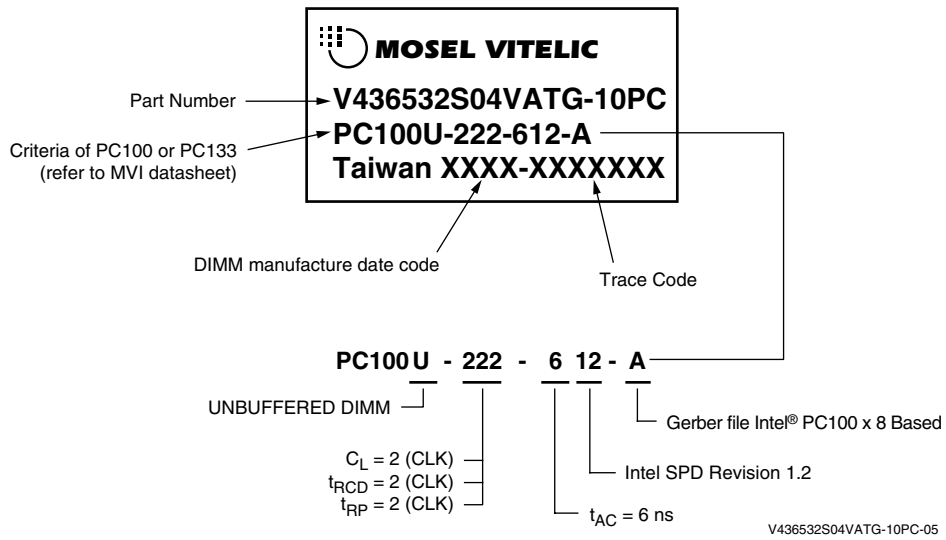 MOSEL VITELIC
Part Number
V436532S04VATG-10PC
Criteria of PC100 or PC133
(refer to MVI datasheet)
PC100U-222-612-A
Taiwan XXXX-XXXXXXX
DIMM manufacture date code
Trace Code
PC100 U - 222 - 6 12 - A
UNBUFFERED DIMM
Gerber file Intel® PC100 x 8 Based
CL = 2 (CLK)
tRCD = 2 (CLK)
tRP = 2 (CLK)
Intel SPD Revision 1.2
tAC = 6 ns
V436532S04VATG-10PC-05